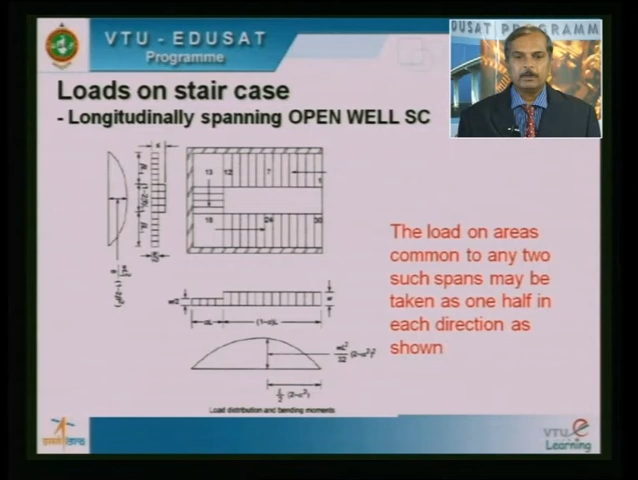 VTU - EDUSAT
Programme
DUSAT PROGRAMM
Loads on stair case
- Longitudinally spanning OPEN WELL SC
13 12 7 1
18 24 30
The load on areas
common to any two
such spans may be
taken as one half in
each direction as
shown
Load distribution and bending moments
VTU e
Learning